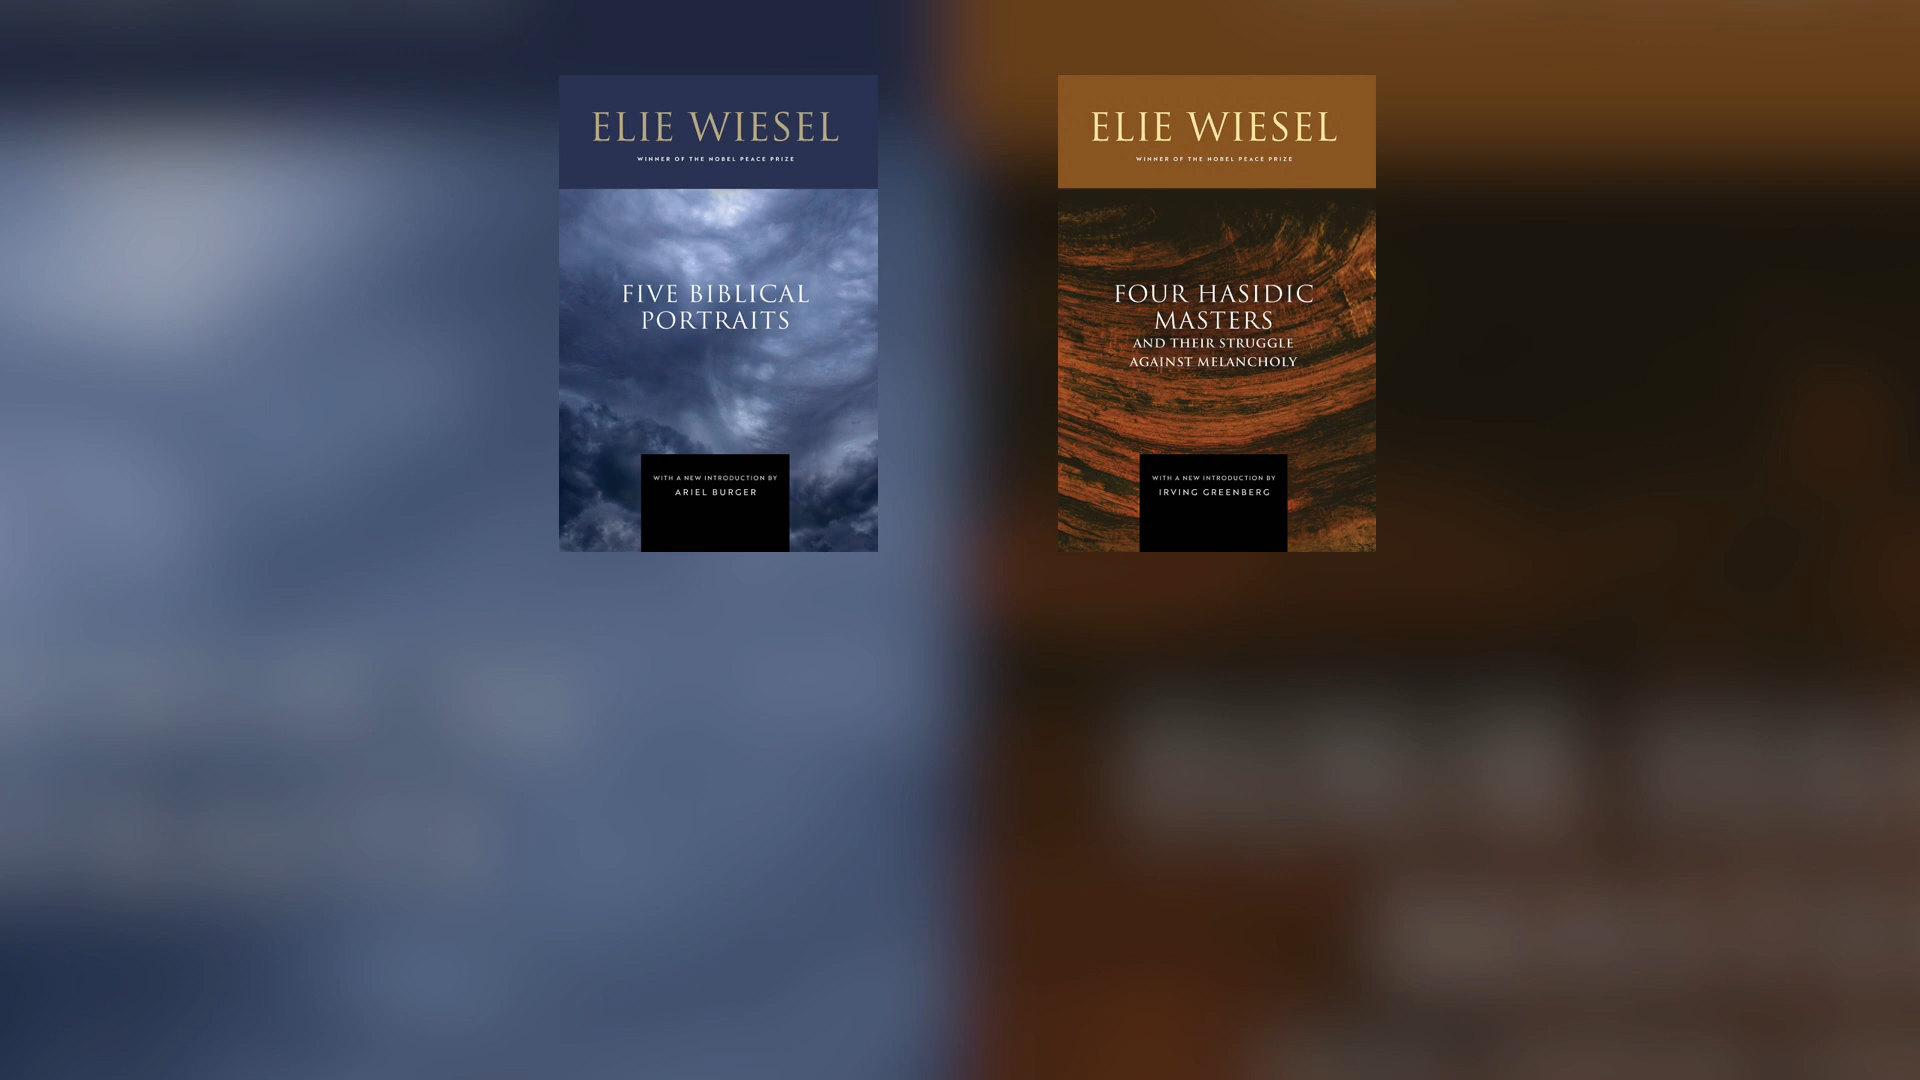 ELIE WIESEL
WINNER OF THE NOBEL PEACE PRIZE
FIVE BIBLICAL
PORTRAITS
WITH A NEW INTRODUCTION BY
ARIEL BURGER
ELIE WIESEL
WINNER OF THE NOBEL PEACE PRIZE
FOUR HASIDIC
MASTERS
AND THEIR STRUGGLE
AGAINST MELANCHOLY
WITH A NEW INTRODUCTION BY
IRVING GREENBERG